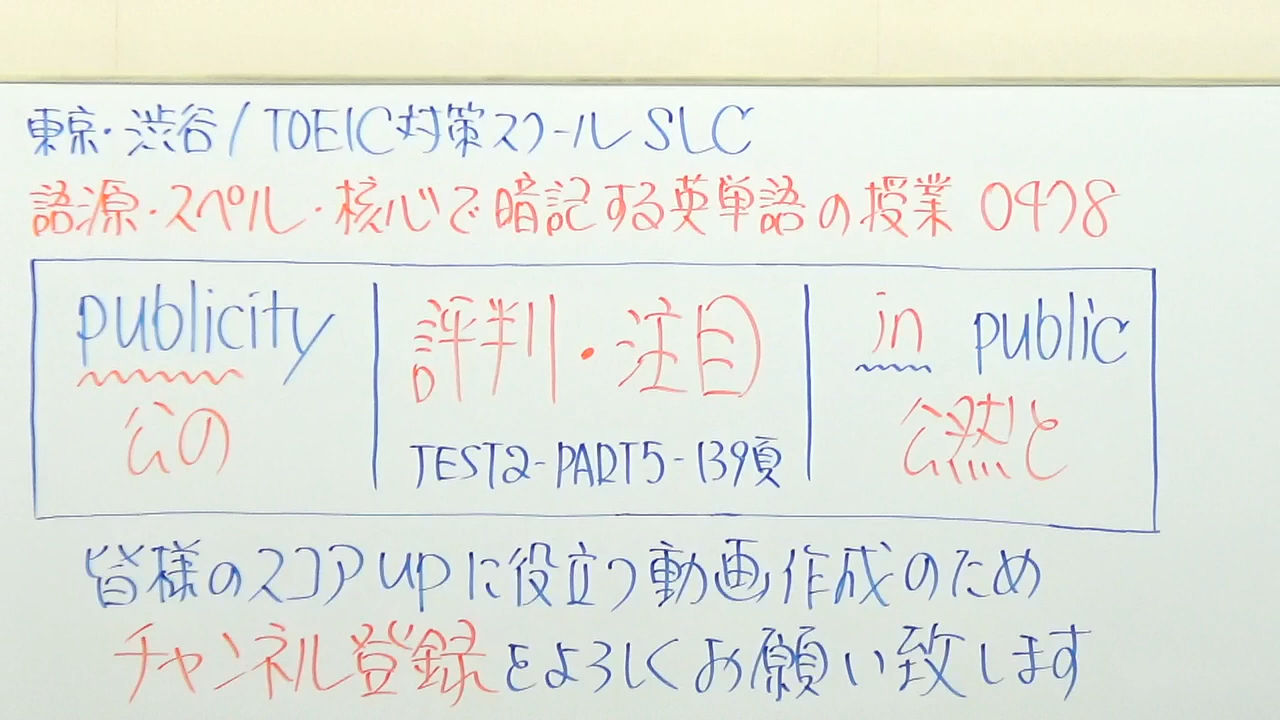 東京・渋谷/TOEIC対策スクールSLC
語源・スペル・核心で暗記する英単語の授業 0478
publicity
公の
評判・注目
TEST2-PART5-139頁
in public
公然と
皆様のスコアupに役立つ動画作成のため
チャンネル登録をよろしくお願い致します